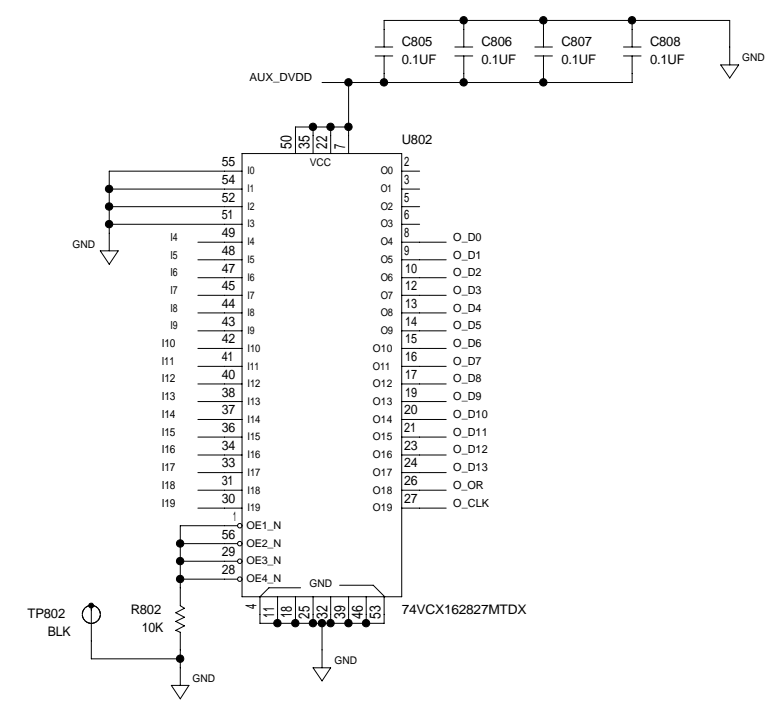 C805 C806 C807 C808
0.1UF 0.1UF 0.1UF 0.1UF
GND
AUX_DVDD
U802
50 35 22 7
VCC
55 I0 O0 2
54 I1 O1 3
52 I2 O2 5
51 I3 O3 6
GND
I4 49 I4 O4 8 O_D0
I5 48 I5 O5 9 O_D1
I6 47 I6 O6 10 O_D2
I7 45 I7 O7 12 O_D3
I8 44 I8 O8 13 O_D4
I9 43 I9 O9 14 O_D5
I10 42 I10 O10 15 O_D6
I11 41 I11 O11 16 O_D7
I12 40 I12 O12 17 O_D8
I13 38 I13 O13 19 O_D9
I14 37 I14 O14 20 O_D10
I15 36 I15 O15 21 O_D11
I16 34 I16 O16 23 O_D12
I17 33 I17 O17 24 O_D13
I18 31 I18 O18 26 O_OR
I19 30 I19 O19 27 O_CLK
1 OE1_N
56 OE2_N
29 OE3_N
28 OE4_N
GND
4 11 18 25 32 39 46 53
74VCX162827MTDX
TP802
BLK
R802
10K
GND
GND